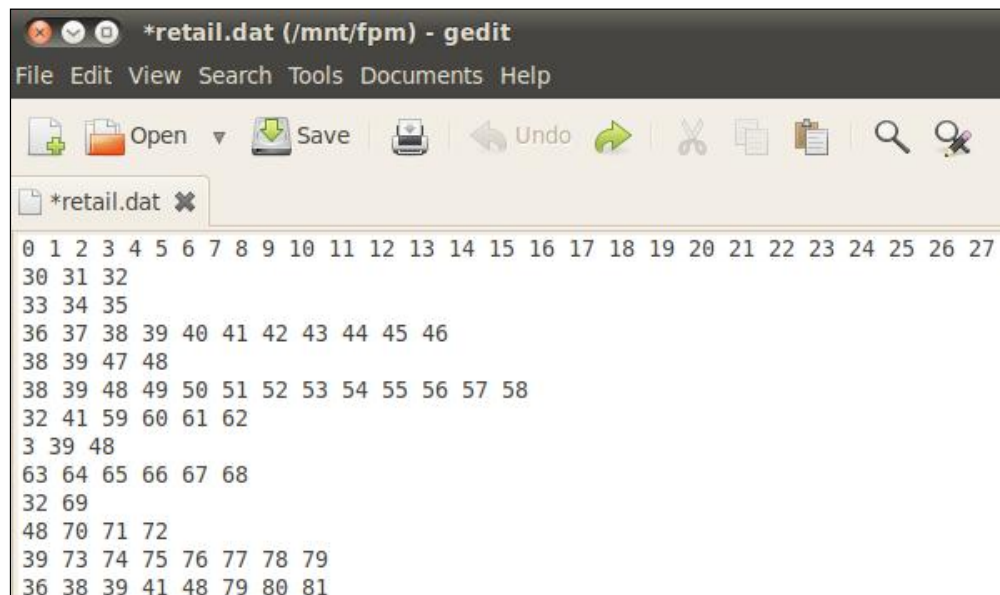 *retail.dat (/mnt/fpm) - gedit
File Edit View Search Tools Documents Help
Open Save Undo
*retail.dat
0 1 2 3 4 5 6 7 8 9 10 11 12 13 14 15 16 17 18 19 20 21 22 23 24 25 26 27
30 31 32
33 34 35
36 37 38 39 40 41 42 43 44 45 46
38 39 47 48
38 39 48 49 50 51 52 53 54 55 56 57 58
32 41 59 60 61 62
3 39 48
63 64 65 66 67 68
32 69
48 70 71 72
39 73 74 75 76 77 78 79
36 38 39 41 48 79 80 81